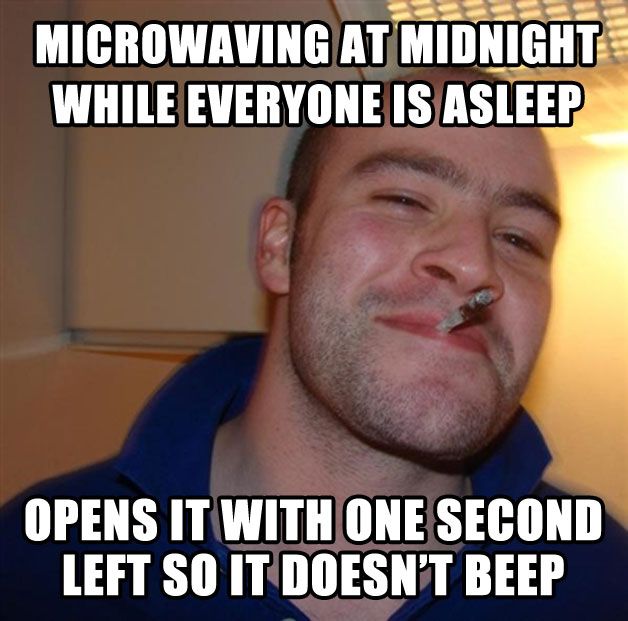 MICROWAVING AT MIDNIGHT
WHILE EVERYONE IS ASLEEP
OPENS IT WITH ONE SECOND
LEFT SO IT DOESN'T BEEP